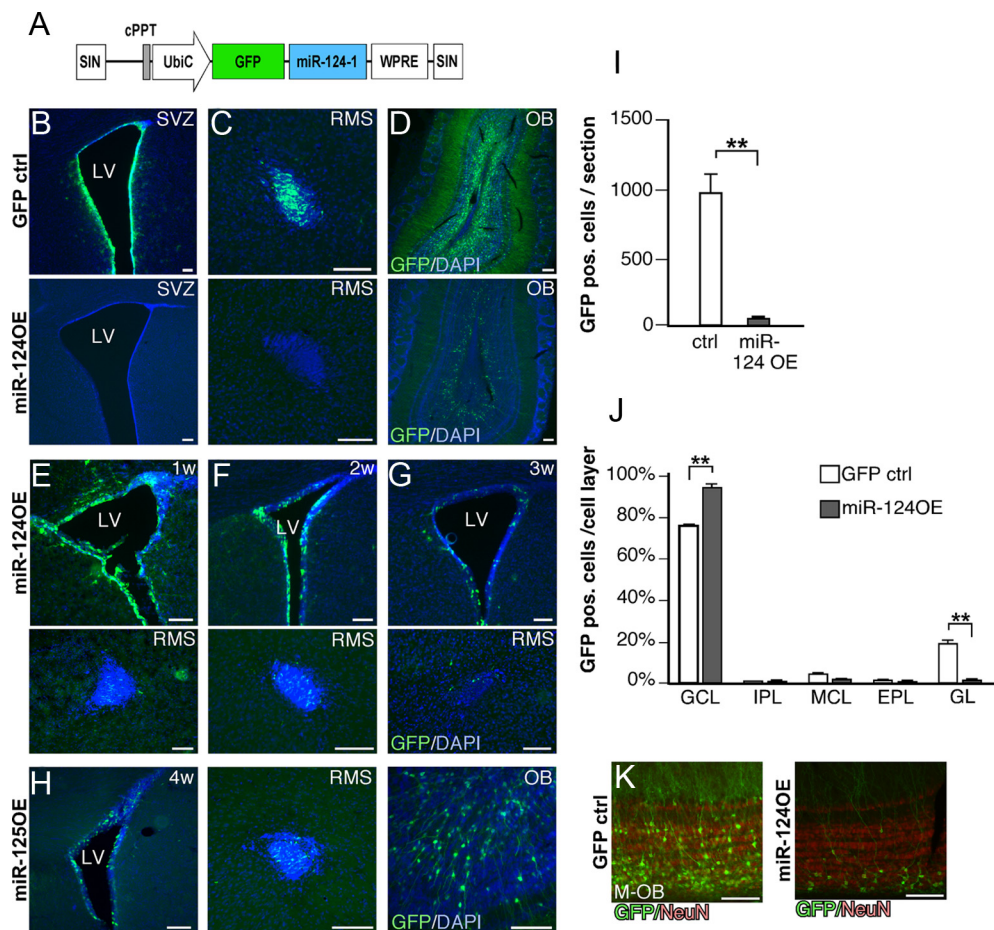 A
cPPT
SIN UbiC GFP miR-124-1 WPRE SIN
B SVZ
LV
C RMS
D OB
GFP/DAPI
GFP ctrl
SVZ
LV
RMS
OB
GFP/DAPI
miR-124OE
E 1w
LV
F 2w
LV
G 3w
LV
miR-124OE
RMS
RMS
RMS
GFP/DAPI
H 4w
LV
RMS
OB
GFP/DAPI
miR-125OE
I
GFP pos. cells / section
1500
1000
500
0
**
ctrl
miR-
124 OE
J
GFP pos. cells /cell layer
100%
80%
60%
40%
20%
0%
**
**
GFP ctrl
miR-124OE
GCL IPL MCL EPL GL
K
GFP ctrl
M-OB
GFP/NeuN
miR-124OE
GFP/NeuN